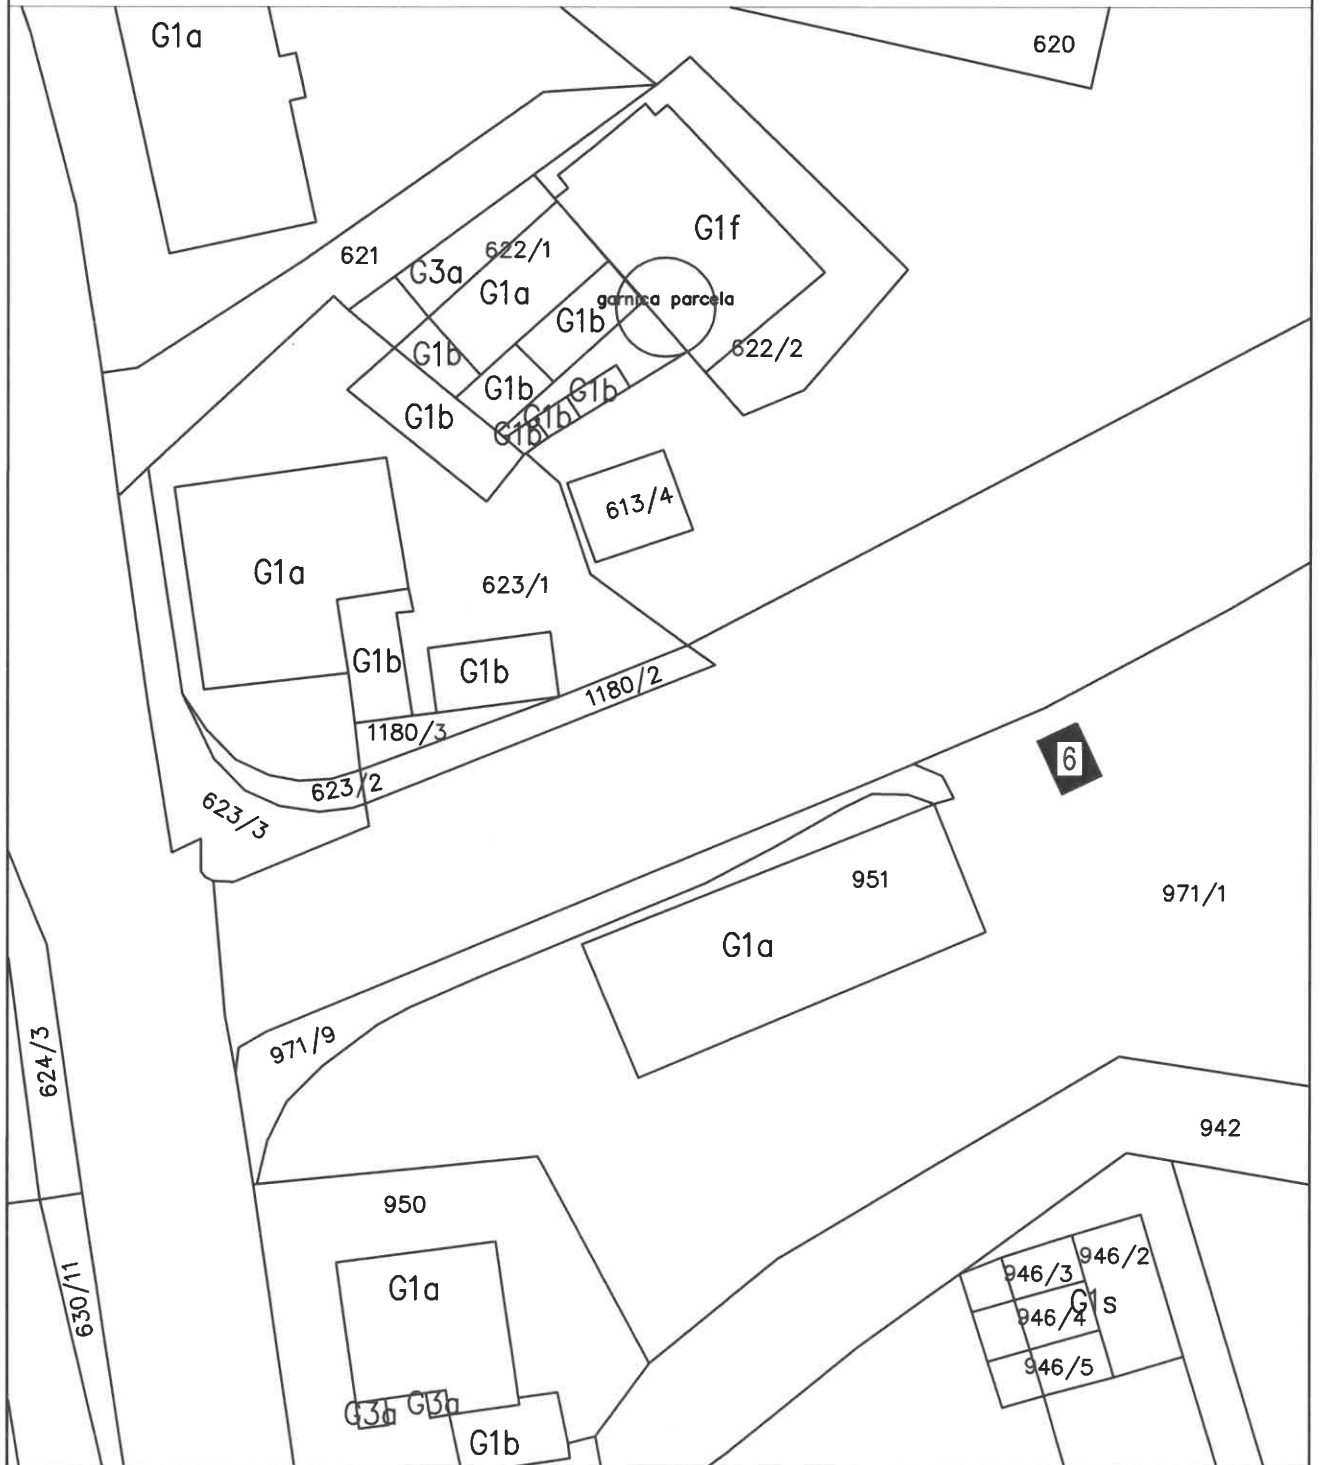 G1a
620
G1f
621
622/1
G3a
G1a
garnica parcela
G1b
622/2
G1b
G1b
G1b
G1b
G1b
G1b
613/4
G1a
623/1
G1b
G1b
1180/2
1180/3
6
623/2
623/3
951
971/1
G1a
971/9
624/3
942
950
946/2
946/3
G1a
G1s
946/4
630/11
946/5
G3a
G3a
G1b